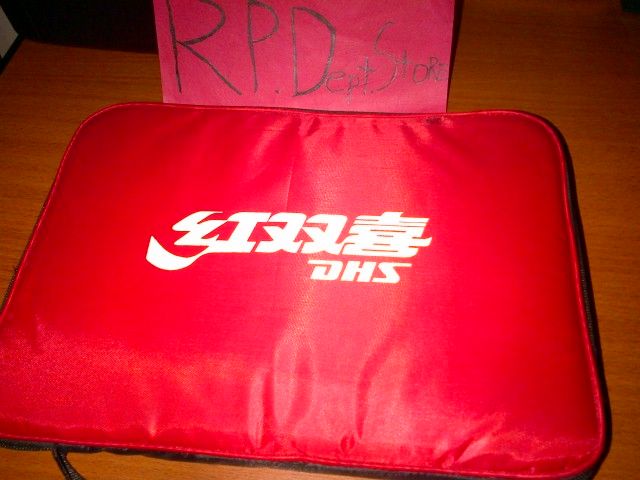 R.P. Dept. Store
红双喜
DHS